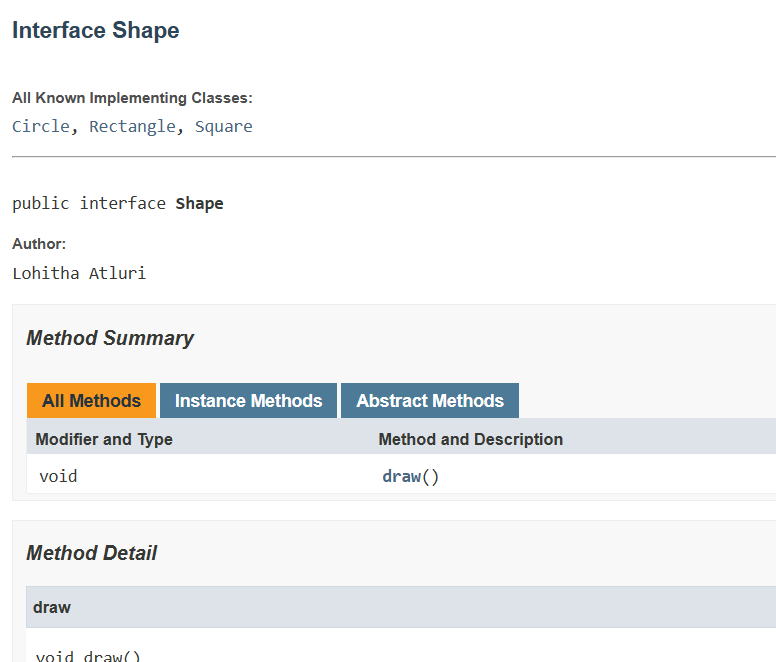 Interface Shape
All Known Implementing Classes:
Circle, Rectangle, Square
public interface Shape
Author:
Lohitha Atluri
Method Summary
All Methods Instance Methods Abstract Methods
Modifier and Type Method and Description
void draw()
Method Detail
draw
void draw()